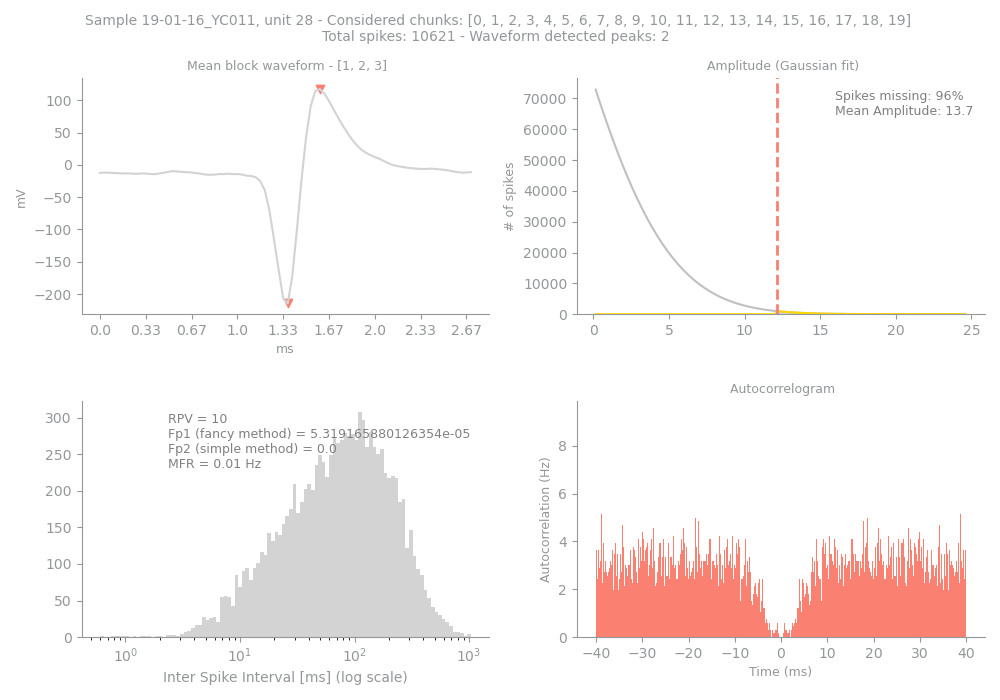 Sample 19-01-16_YC011, unit 28 - Considered chunks: [0, 1, 2, 3, 4, 5, 6, 7, 8, 9, 10, 11, 12, 13, 14, 15, 16, 17, 18, 19]
Total spikes: 10621 - Waveform detected peaks: 2
Mean block waveform - [1, 2, 3]
100
50
0
−50
−100
−150
−200
mV
0.0 0.33 0.67 1.0 1.33 1.67 2.0 2.33 2.67
ms
Amplitude (Gaussian fit)
Spikes missing: 96%
Mean Amplitude: 13.7
70000
60000
50000
40000
30000
20000
10000
0
# of spikes
0 5 10 15 20 25
RPV = 10
Fp1 (fancy method) = 5.319165880126354e-05
Fp2 (simple method) = 0.0
MFR = 0.01 Hz
300
250
200
150
100
50
0
10⁰ 10¹ 10² 10³
Inter Spike Interval [ms] (log scale)
Autocorrelogram
8
6
4
2
0
Autocorrelation (Hz)
−40 −30 −20 −10 0 10 20 30 40
Time (ms)